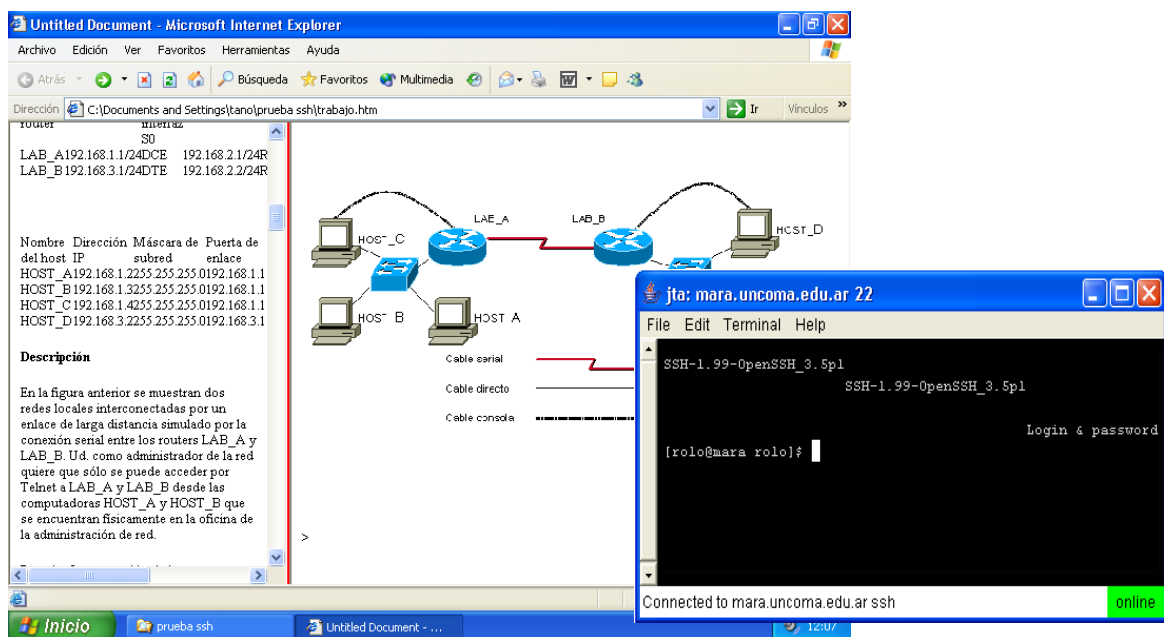 Untitled Document - Microsoft Internet Explorer
Archivo Edición Ver Favoritos Herramientas Ayuda
Atrás Búsqueda Favoritos Multimedia
Dirección C:\Documents and Settings\tano\prueba ssh\trabajo.htm Ir Vínculos »
router interfaz
S0
LAB_A192.168.1.1/24DCE 192.168.2.1/24R
LAB_B192.168.3.1/24DTE 192.168.2.2/24R
Nombre Dirección Máscara de Puerta de
del host IP subred enlace
HOST_A192.168.1.2255.255.255.0192.168.1.1
HOST_B192.168.1.3255.255.255.0192.168.1.1
HOST_C192.168.1.4255.255.255.0192.168.1.1
HOST_D192.168.3.2255.255.255.0192.168.3.1
Descripción
En la figura anterior se muestran dos
redes locales interconectadas por un
enlace de larga distancia simulado por la
conexión serial entre los routers LAB_A y
LAB_B. Ud. como administrador de la red
quiere que sólo se puede acceder por
Telnet a LAB_A y LAB_B desde las
computadoras HOST_A y HOST_B que
se encuentran físicamente en la oficina de
la administración de red.
LAB_A LAB_B
HOST_C HOST_D
HOST B HOST A
Cable serial
Cable directo
Cable consola
>
jta: mara.uncoma.edu.ar 22
File Edit Terminal Help
SSH-1.99-OpenSSH_3.5p1
SSH-1.99-OpenSSH_3.5p1
Login & password
[rolo@mara rolo]$
Connected to mara.uncoma.edu.ar ssh online
Inicio prueba ssh Untitled Document - ... 12:07